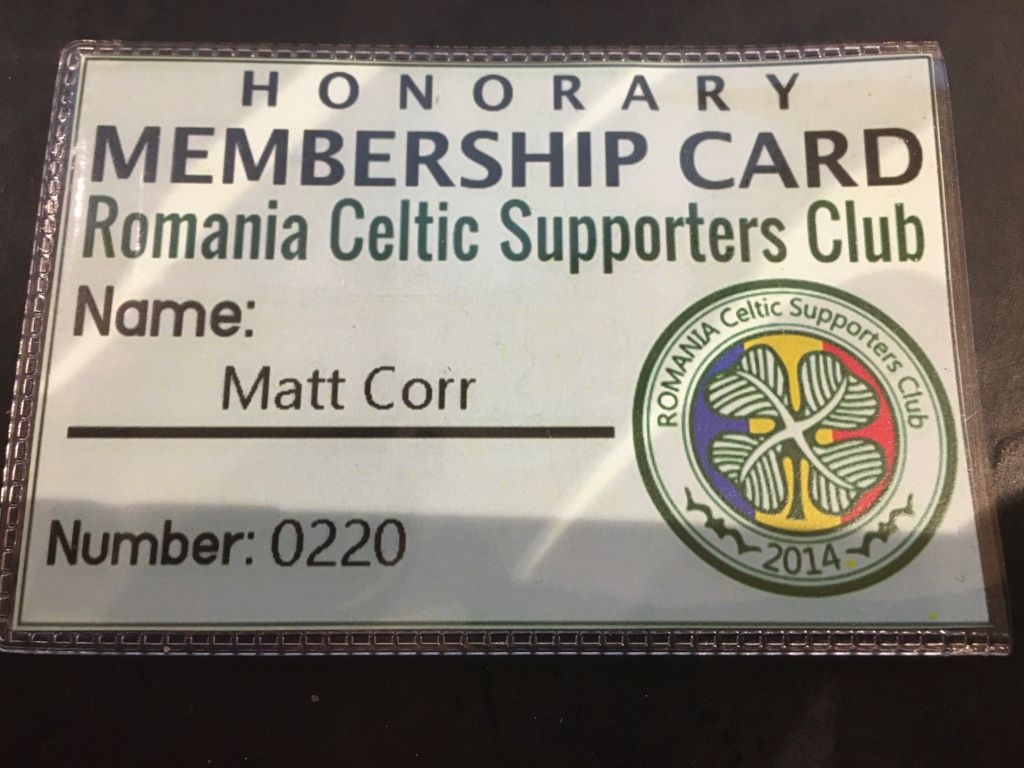 HONORARY
MEMBERSHIP CARD
Romania Celtic Supporters Club
Name:
Matt Corr
ROMANIA Celtic Supporters Club
2014
Number: 0220